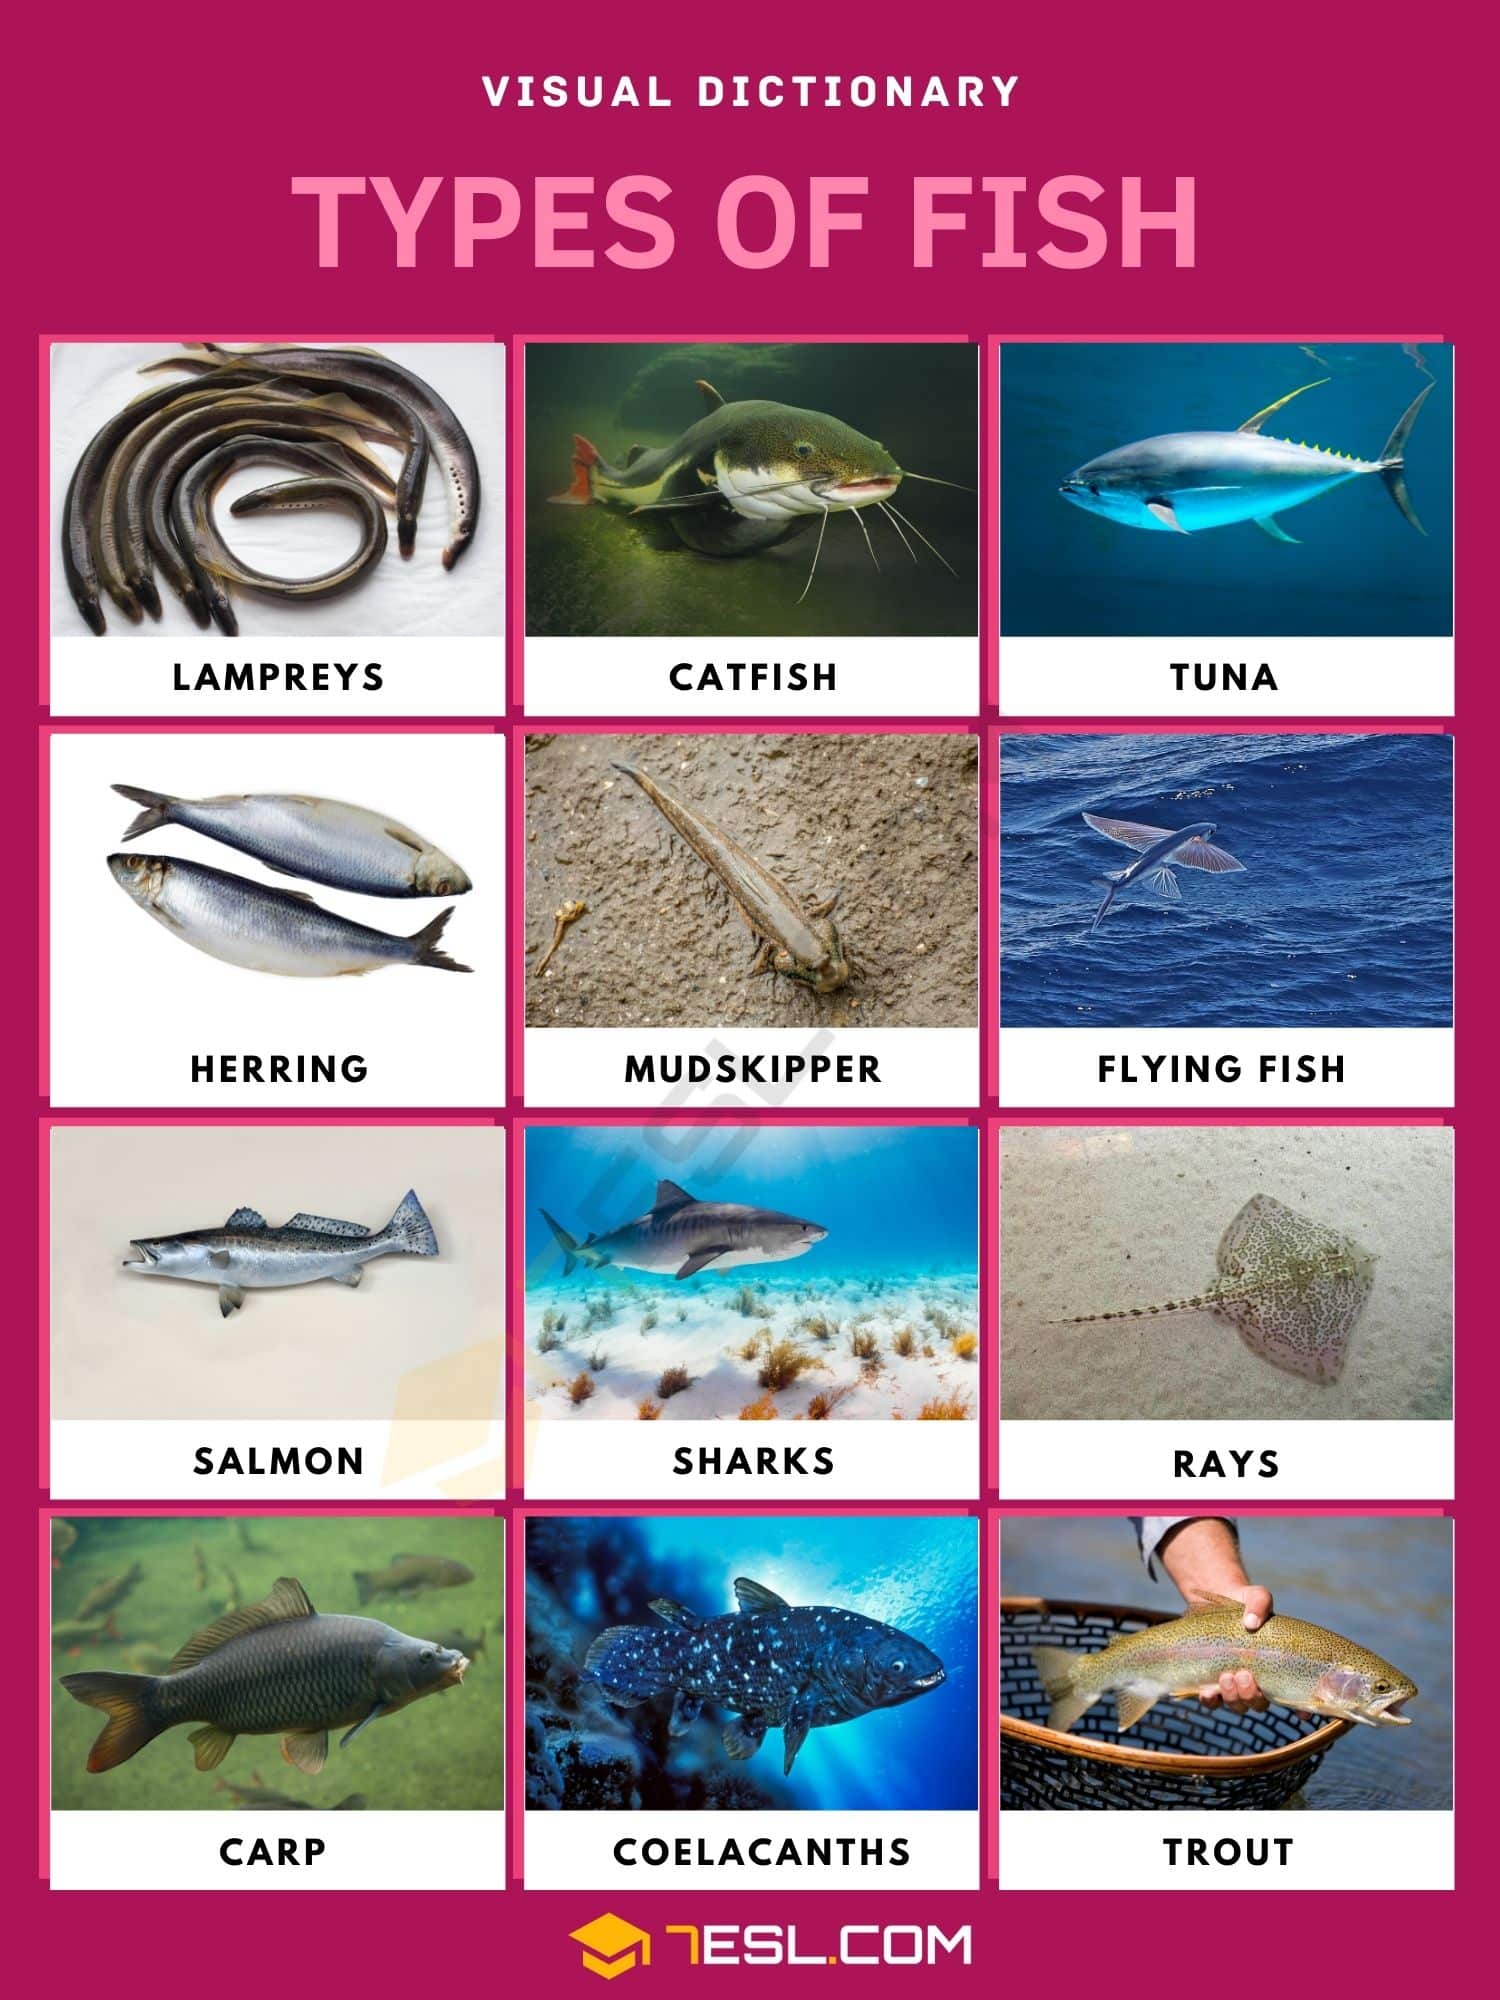 VISUAL DICTIONARY
TYPES OF FISH
LAMPREYS
CATFISH
TUNA
HERRING
MUDSKIPPER
FLYING FISH
SALMON
SHARKS
RAYS
CARP
COELACANTHS
TROUT
7ESL.COM